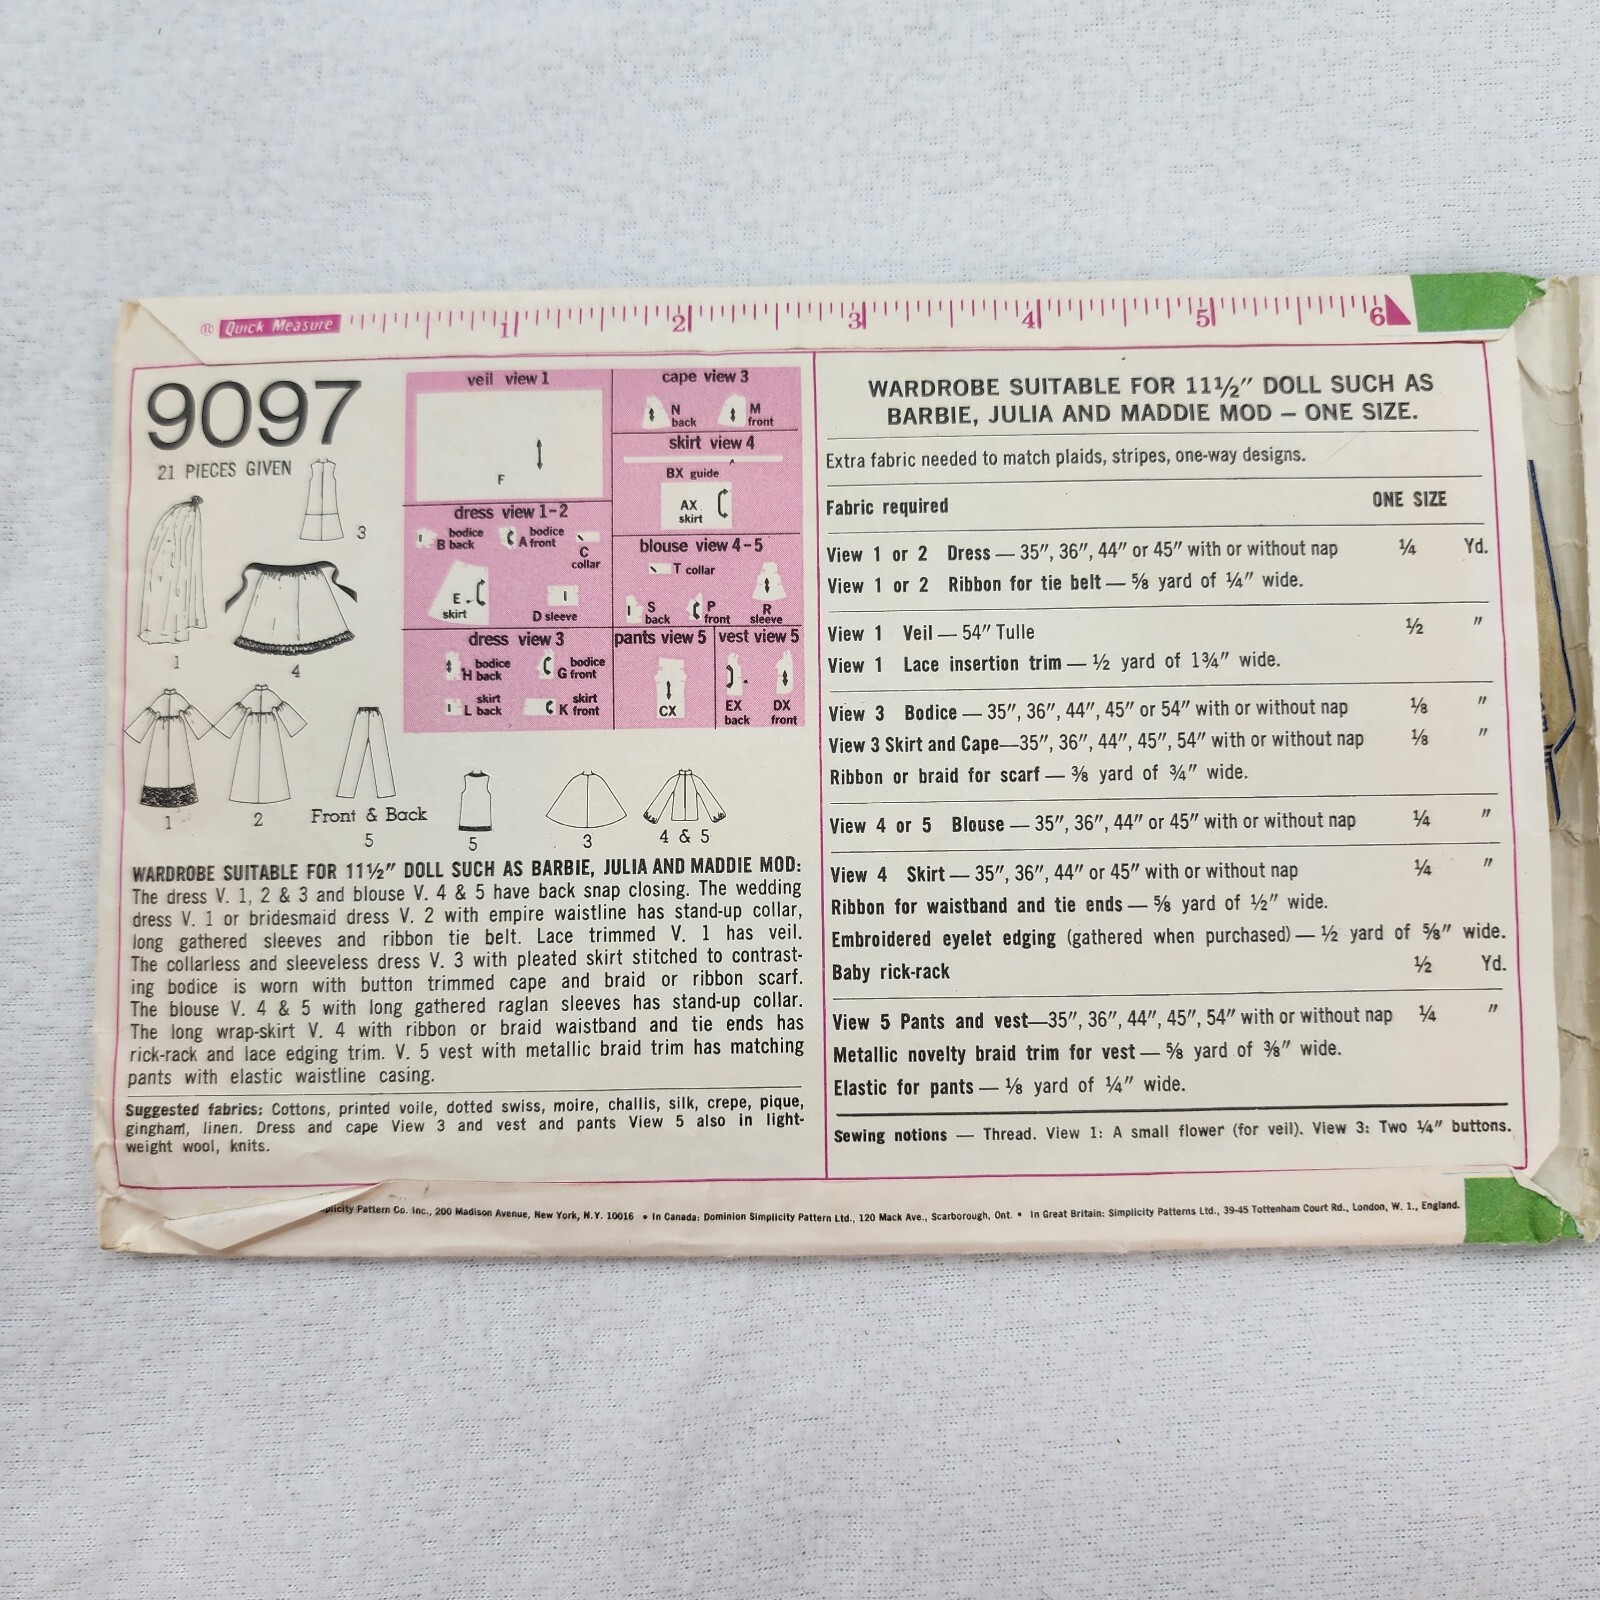 ® Quick Measure 1 2 3 4 5 6
9097
21 PIECES GIVEN
3
1
4
1
2
Front & Back
5
5
3
4 & 5
veil view 1
F
cape view 3
N
back
M
front
skirt view 4
BX guide
AX
skirt
dress view 1-2
B bodice back
A bodice front
C
collar
E
skirt
D sleeve
blouse view 4-5
T collar
S
back
P
front
R
sleeve
dress view 3
H bodice back
G bodice front
L skirt back
K skirt front
pants view 5
CX
vest view 5
EX
back
DX
front
WARDROBE SUITABLE FOR 11½" DOLL SUCH AS BARBIE, JULIA AND MADDIE MOD:
The dress V. 1, 2 & 3 and blouse V. 4 & 5 have back snap closing. The wedding
dress V. 1 or bridesmaid dress V. 2 with empire waistline has stand-up collar,
long gathered sleeves and ribbon tie belt. Lace trimmed V. 1 has veil.
The collarless and sleeveless dress V. 3 with pleated skirt stitched to contrast-
ing bodice is worn with button trimmed cape and braid or ribbon scarf.
The blouse V. 4 & 5 with long gathered raglan sleeves has stand-up collar.
The long wrap-skirt V. 4 with ribbon or braid waistband and tie ends has
rick-rack and lace edging trim. V. 5 vest with metallic braid trim has matching
pants with elastic waistline casing.
Suggested fabrics: Cottons, printed voile, dotted swiss, moire, challis, silk, crepe, pique,
gingham, linen. Dress and cape View 3 and vest and pants View 5 also in light-
weight wool, knits.
WARDROBE SUITABLE FOR 11½" DOLL SUCH AS
BARBIE, JULIA AND MADDIE MOD – ONE SIZE.
Extra fabric needed to match plaids, stripes, one-way designs.
Fabric required ONE SIZE
View 1 or 2 Dress — 35", 36", 44" or 45" with or without nap ¼ Yd.
View 1 or 2 Ribbon for tie belt — ⅝ yard of ¼" wide.
View 1 Veil — 54" Tulle ½ "
View 1 Lace insertion trim — ½ yard of 1¾" wide.
View 3 Bodice — 35", 36", 44", 45" or 54" with or without nap ⅛ "
View 3 Skirt and Cape—35", 36", 44", 45", 54" with or without nap ⅛ "
Ribbon or braid for scarf — ⅜ yard of ¾" wide.
View 4 or 5 Blouse — 35", 36", 44" or 45" with or without nap ¼ "
View 4 Skirt — 35", 36", 44" or 45" with or without nap ¼ "
Ribbon for waistband and tie ends — ⅝ yard of ½" wide.
Embroidered eyelet edging (gathered when purchased) — ½ yard of ⅝" wide.
Baby rick-rack ½ Yd.
View 5 Pants and vest—35", 36", 44", 45", 54" with or without nap ¼ "
Metallic novelty braid trim for vest — ⅝ yard of ⅜" wide.
Elastic for pants — ⅛ yard of ¼" wide.
Sewing notions — Thread. View 1: A small flower (for veil). View 3: Two ¼" buttons.
plicity Pattern Co. Inc., 200 Madison Avenue, New York, N.Y. 10016 • In Canada: Dominion Simplicity Pattern Ltd., 120 Mack Ave., Scarborough, Ont. • In Great Britain: Simplicity Patterns Ltd., 39-45 Tottenham Court Rd., London, W. 1., England.